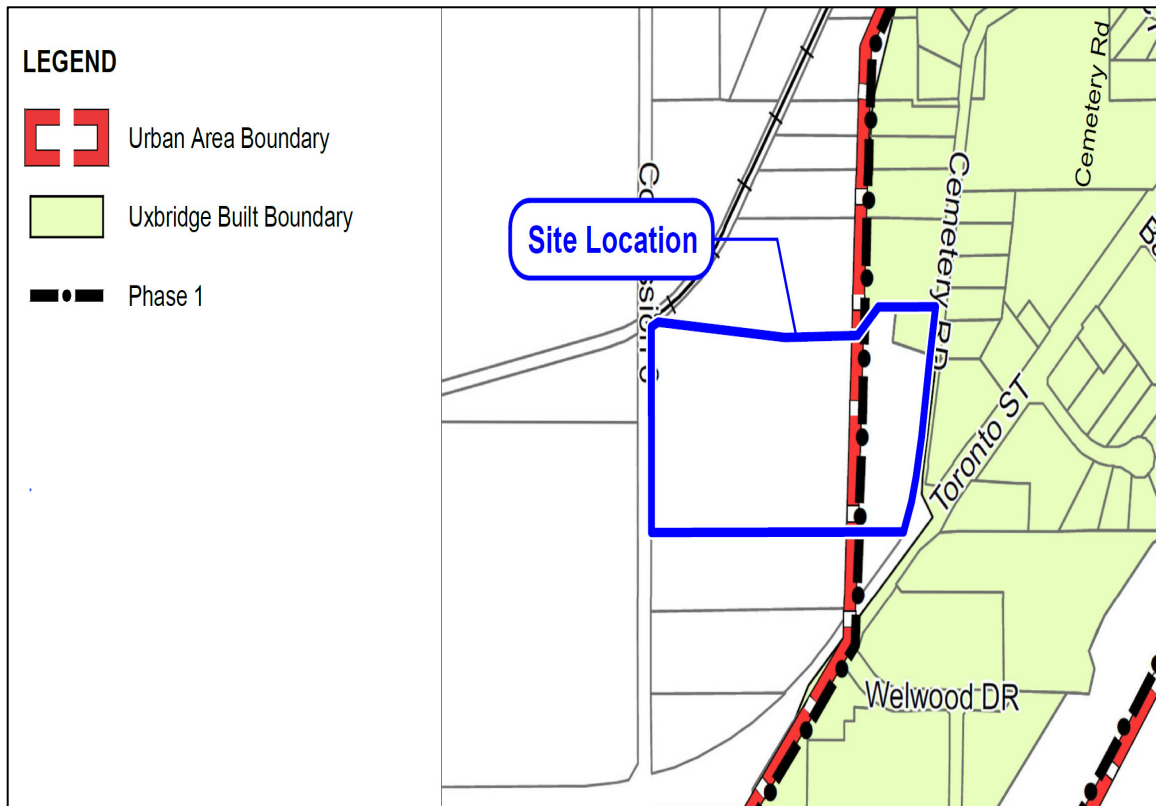 LEGEND
Urban Area Boundary
Uxbridge Built Boundary
Phase 1
Site Location
Cemetery Rd
Cemetery RD
Toronto ST
Welwood DR